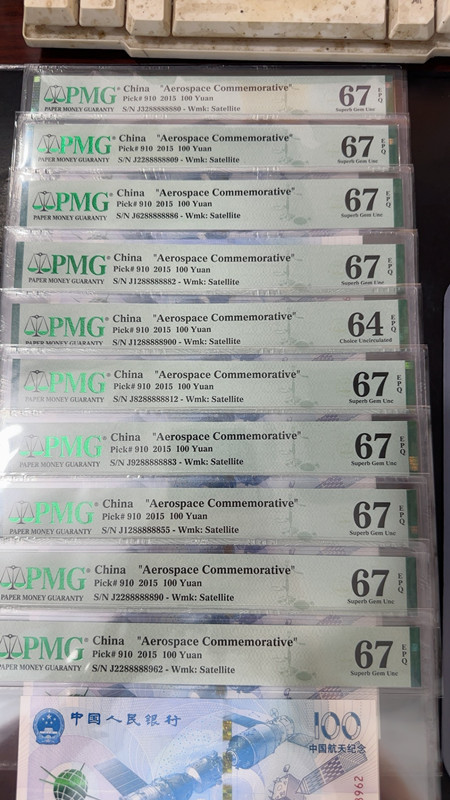 PMG
PAPER MONEY GUARANTY
China "Aerospace Commemorative"
Pick# 910 2015 100 Yuan
S/N J3288888880 - Wmk: Satellite
67 EPQ
Superb Gem Unc
PMG
PAPER MONEY GUARANTY
China "Aerospace Commemorative"
Pick# 910 2015 100 Yuan
S/N J2288888809 - Wmk: Satellite
67 EPQ
Superb Gem Unc
PMG
PAPER MONEY GUARANTY
China "Aerospace Commemorative"
Pick# 910 2015 100 Yuan
S/N J6288888886 - Wmk: Satellite
67 EPQ
Superb Gem Unc
PMG
PAPER MONEY GUARANTY
China "Aerospace Commemorative"
Pick# 910 2015 100 Yuan
S/N J1288888882 - Wmk: Satellite
67 EPQ
Superb Gem Unc
PMG
PAPER MONEY GUARANTY
China "Aerospace Commemorative"
Pick# 910 2015 100 Yuan
S/N J1288888900 - Wmk: Satellite
64 EPQ
Choice Uncirculated
PMG
PAPER MONEY GUARANTY
China "Aerospace Commemorative"
Pick# 910 2015 100 Yuan
S/N J8288888812 - Wmk: Satellite
67 EPQ
Superb Gem Unc
PMG
PAPER MONEY GUARANTY
China "Aerospace Commemorative"
Pick# 910 2015 100 Yuan
S/N J9288888883 - Wmk: Satellite
67 EPQ
Superb Gem Unc
PMG
PAPER MONEY GUARANTY
China "Aerospace Commemorative"
Pick# 910 2015 100 Yuan
S/N J1288888855 - Wmk: Satellite
67 EPQ
Superb Gem Unc
PMG
PAPER MONEY GUARANTY
China "Aerospace Commemorative"
Pick# 910 2015 100 Yuan
S/N J2288888890 - Wmk: Satellite
67 EPQ
Superb Gem Unc
PMG
PAPER MONEY GUARANTY
China "Aerospace Commemorative"
Pick# 910 2015 100 Yuan
S/N J2288888962 - Wmk: Satellite
67 EPQ
Superb Gem Unc
中国人民银行
100
中国航天纪念
8962